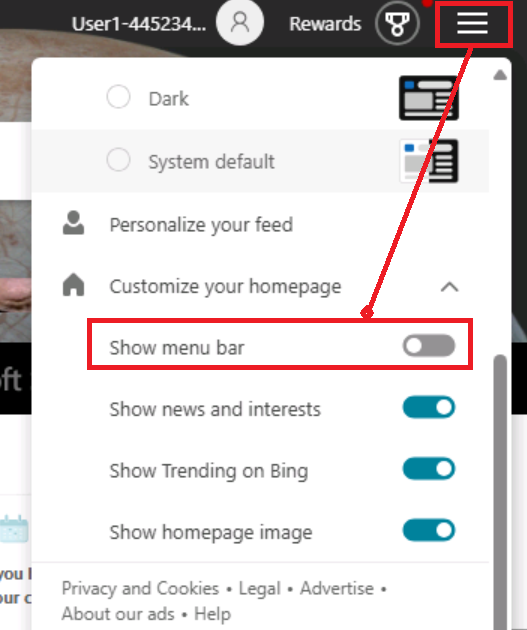 User1-445234... Rewards
Dark
System default
Personalize your feed
Customize your homepage
Show menu bar
Show news and interests
Show Trending on Bing
Show homepage image
Privacy and Cookies • Legal • Advertise •
About our ads • Help
oft
you
our c